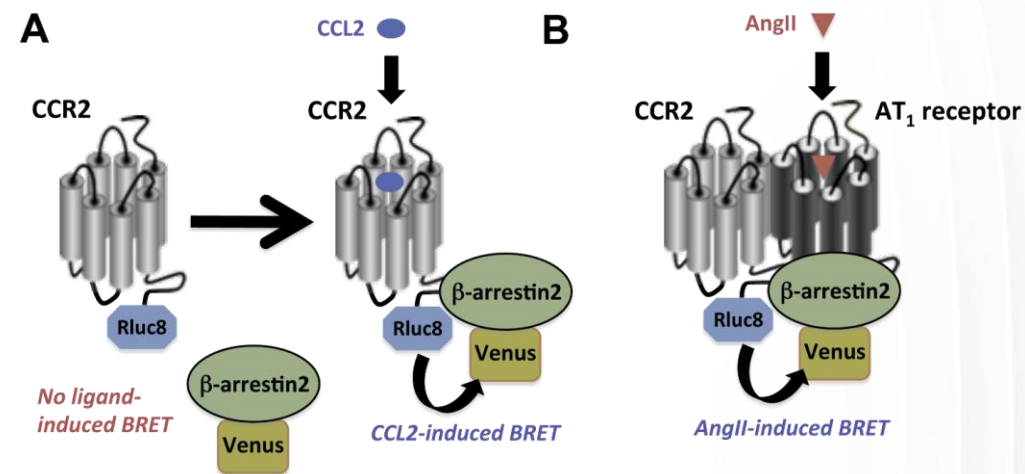 A
CCL2
CCR2
CCR2
Rluc8
No ligand-
induced BRET
β-arrestin2
Venus
β-arrestin2
Rluc8
Venus
CCL2-induced BRET
B
AngII
CCR2
AT₁ receptor
β-arrestin2
Rluc8
Venus
AngII-induced BRET